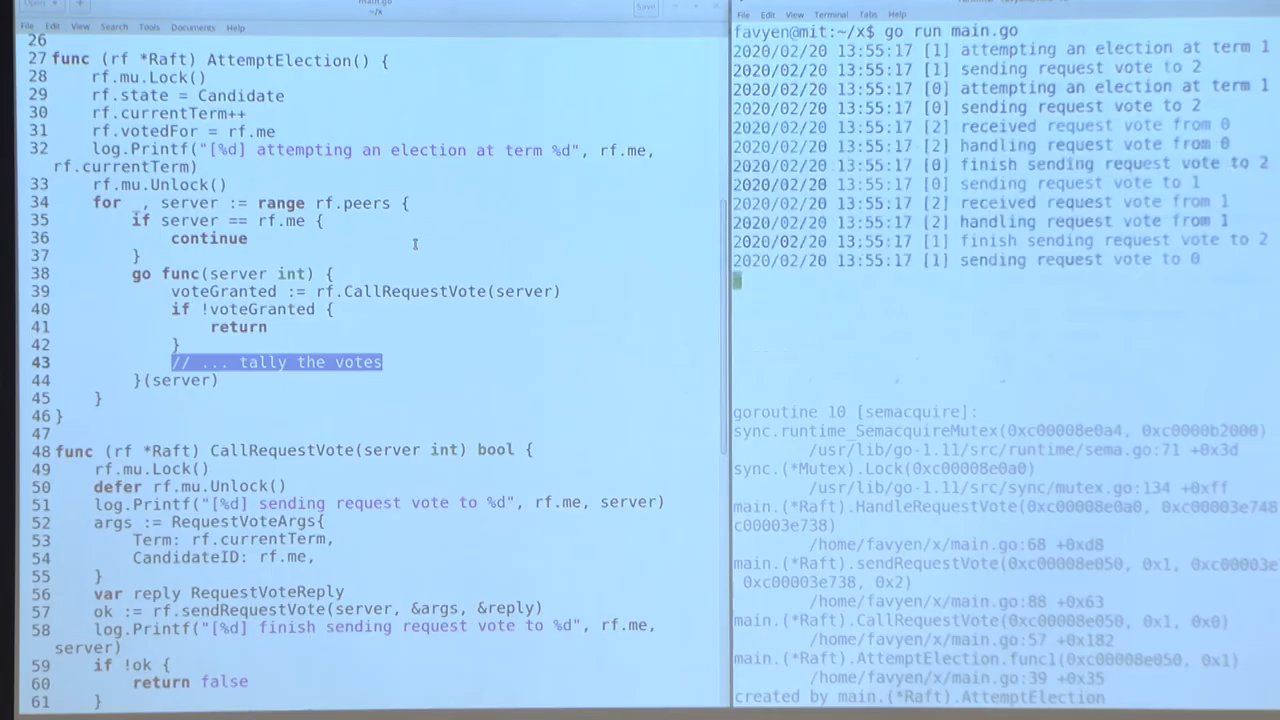 Open
main.go
~/x
Save
File Edit View Search Tools Documents Help
26
27 func (rf *Raft) AttemptElection() {
28 rf.mu.Lock()
29 rf.state = Candidate
30 rf.currentTerm++
31 rf.votedFor = rf.me
32 log.Printf("[%d] attempting an election at term %d", rf.me,
rf.currentTerm)
33 rf.mu.Unlock()
34 for _, server := range rf.peers {
35 if server == rf.me {
36 continue
37 }
38 go func(server int) {
39 voteGranted := rf.CallRequestVote(server)
40 if !voteGranted {
41 return
42 }
43 // ... tally the votes
44 }(server)
45 }
46 }
47
48 func (rf *Raft) CallRequestVote(server int) bool {
49 rf.mu.Lock()
50 defer rf.mu.Unlock()
51 log.Printf("[%d] sending request vote to %d", rf.me, server)
52 args := RequestVoteArgs{
53 Term: rf.currentTerm,
54 CandidateID: rf.me,
55 }
56 var reply RequestVoteReply
57 ok := rf.sendRequestVote(server, &args, &reply)
58 log.Printf("[%d] finish sending request vote to %d", rf.me,
server)
59 if !ok {
60 return false
61 }
File Edit View Terminal Tabs Help
favyen@mit:~/x$ go run main.go
2020/02/20 13:55:17 [1] attempting an election at term 1
2020/02/20 13:55:17 [1] sending request vote to 2
2020/02/20 13:55:17 [0] attempting an election at term 1
2020/02/20 13:55:17 [0] sending request vote to 2
2020/02/20 13:55:17 [2] received request vote from 0
2020/02/20 13:55:17 [2] handling request vote from 0
2020/02/20 13:55:17 [0] finish sending request vote to 2
2020/02/20 13:55:17 [0] sending request vote to 1
2020/02/20 13:55:17 [2] received request vote from 1
2020/02/20 13:55:17 [2] handling request vote from 1
2020/02/20 13:55:17 [1] finish sending request vote to 2
2020/02/20 13:55:17 [1] sending request vote to 0
goroutine 10 [semacquire]:
sync.runtime_SemacquireMutex(0xc00008e0a4, 0xc0000b2000)
/usr/lib/go-1.11/src/runtime/sema.go:71 +0x3d
sync.(*Mutex).Lock(0xc00008e0a0)
/usr/lib/go-1.11/src/sync/mutex.go:134 +0xff
main.(*Raft).HandleRequestVote(0xc00008e0a0, 0xc00003e748
c00003e738)
/home/favyen/x/main.go:68 +0xd8
main.(*Raft).sendRequestVote(0xc00008e050, 0x1, 0xc00003e
0xc00003e738, 0x2)
/home/favyen/x/main.go:88 +0x63
main.(*Raft).CallRequestVote(0xc00008e050, 0x1, 0x0)
/home/favyen/x/main.go:57 +0x182
main.(*Raft).AttemptElection.func1(0xc00008e050, 0x1)
/home/favyen/x/main.go:39 +0x35
created by main.(*Raft).AttemptElection